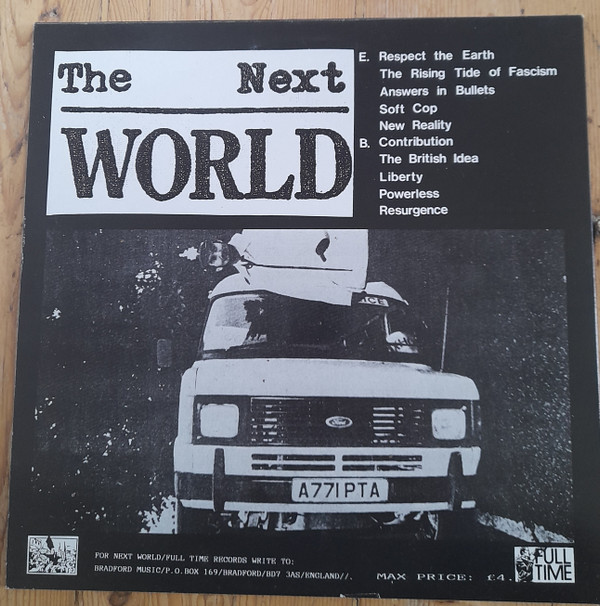 The Next
WORLD
E. Respect the Earth
The Rising Tide of Fascism
Answers in Bullets
Soft Cop
New Reality
B. Contribution
The British Idea
Liberty
Powerless
Resurgence
Ford
A771 PTA
FOR NEXT WORLD/FULL TIME RECORDS WRITE TO:
BRADFORD MUSIC/P.O.BOX 169/BRADFORD/BD7 3AS/ENGLAND//.
MAX PRICE: £4.
FULL
TIME